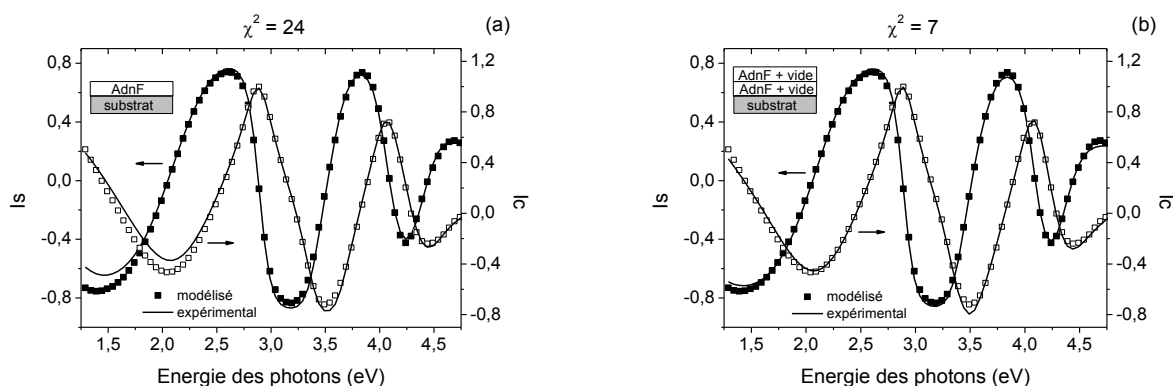 χ² = 24
(a)
0,8
0,4
0,0
-0,4
-0,8
Is
1,2
0,8
0,4
0,0
-0,4
-0,8
Ic
AdnF
substrat
modélisé
expérimental
1,5 2,0 2,5 3,0 3,5 4,0 4,5
Energie des photons (eV)
χ² = 7
(b)
0,8
0,4
0,0
-0,4
-0,8
Is
1,2
0,8
0,4
0,0
-0,4
-0,8
Ic
AdnF + vide
AdnF + vide
substrat
modélisé
expérimental
1,5 2,0 2,5 3,0 3,5 4,0 4,5
Energie des photons (eV)